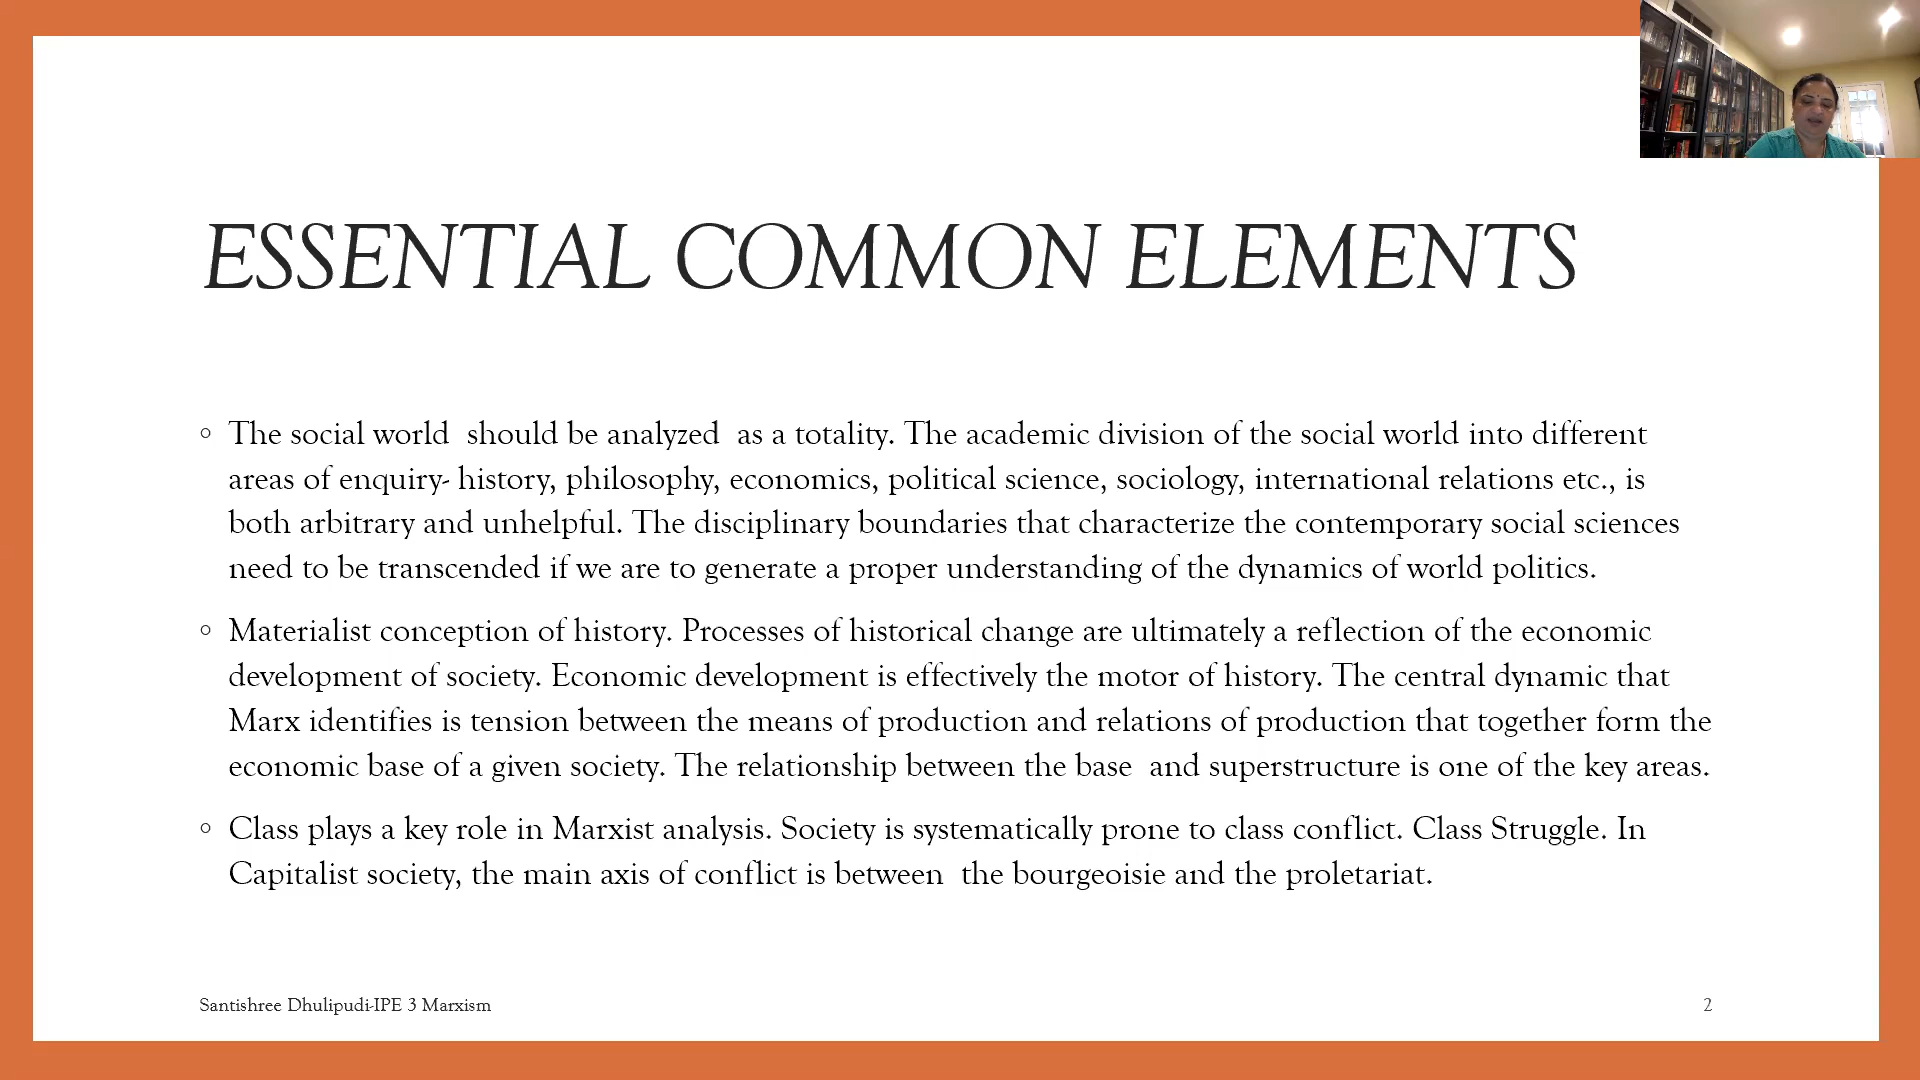 ESSENTIAL COMMON ELEMENTS
◦ The social world  should be analyzed  as a totality. The academic division of the social world into different
areas of enquiry- history, philosophy, economics, political science, sociology, international relations etc., is
both arbitrary and unhelpful. The disciplinary boundaries that characterize the contemporary social sciences
need to be transcended if we are to generate a proper understanding of the dynamics of world politics.
◦ Materialist conception of history. Processes of historical change are ultimately a reflection of the economic
development of society. Economic development is effectively the motor of history. The central dynamic that
Marx identifies is tension between the means of production and relations of production that together form the
economic base of a given society. The relationship between the base  and superstructure is one of the key areas.
◦ Class plays a key role in Marxist analysis. Society is systematically prone to class conflict. Class Struggle. In
Capitalist society, the main axis of conflict is between  the bourgeoisie and the proletariat.
Santishree Dhulipudi-IPE 3 Marxism
2